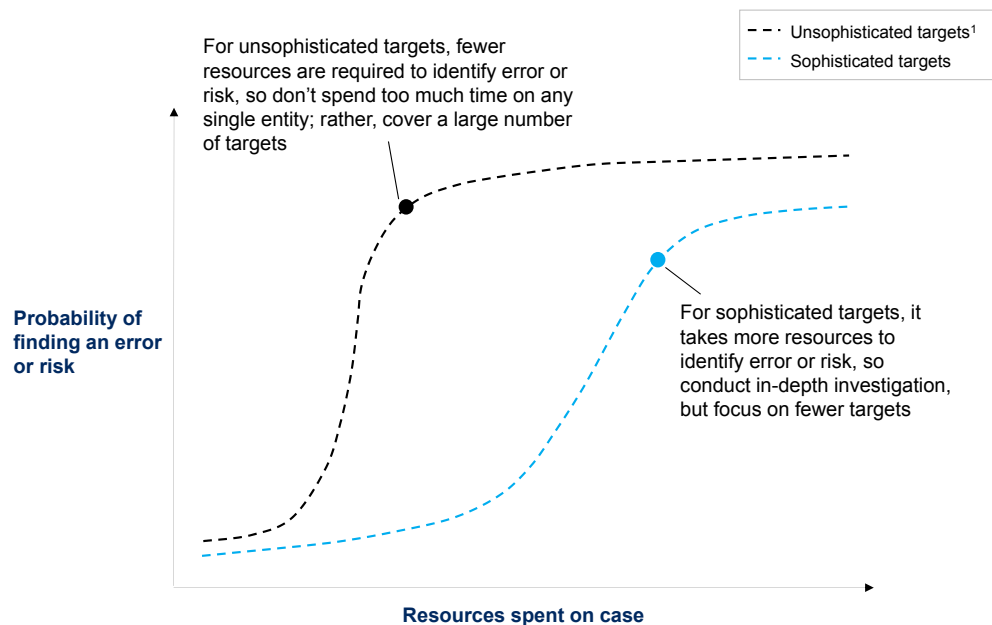 Unsophisticated targets¹
Sophisticated targets
For unsophisticated targets, fewer
resources are required to identify error or
risk, so don’t spend too much time on any
single entity; rather, cover a large number
of targets
Probability of
finding an error
or risk
For sophisticated targets, it
takes more resources to
identify error or risk, so
conduct in-depth investigation,
but focus on fewer targets
Resources spent on case